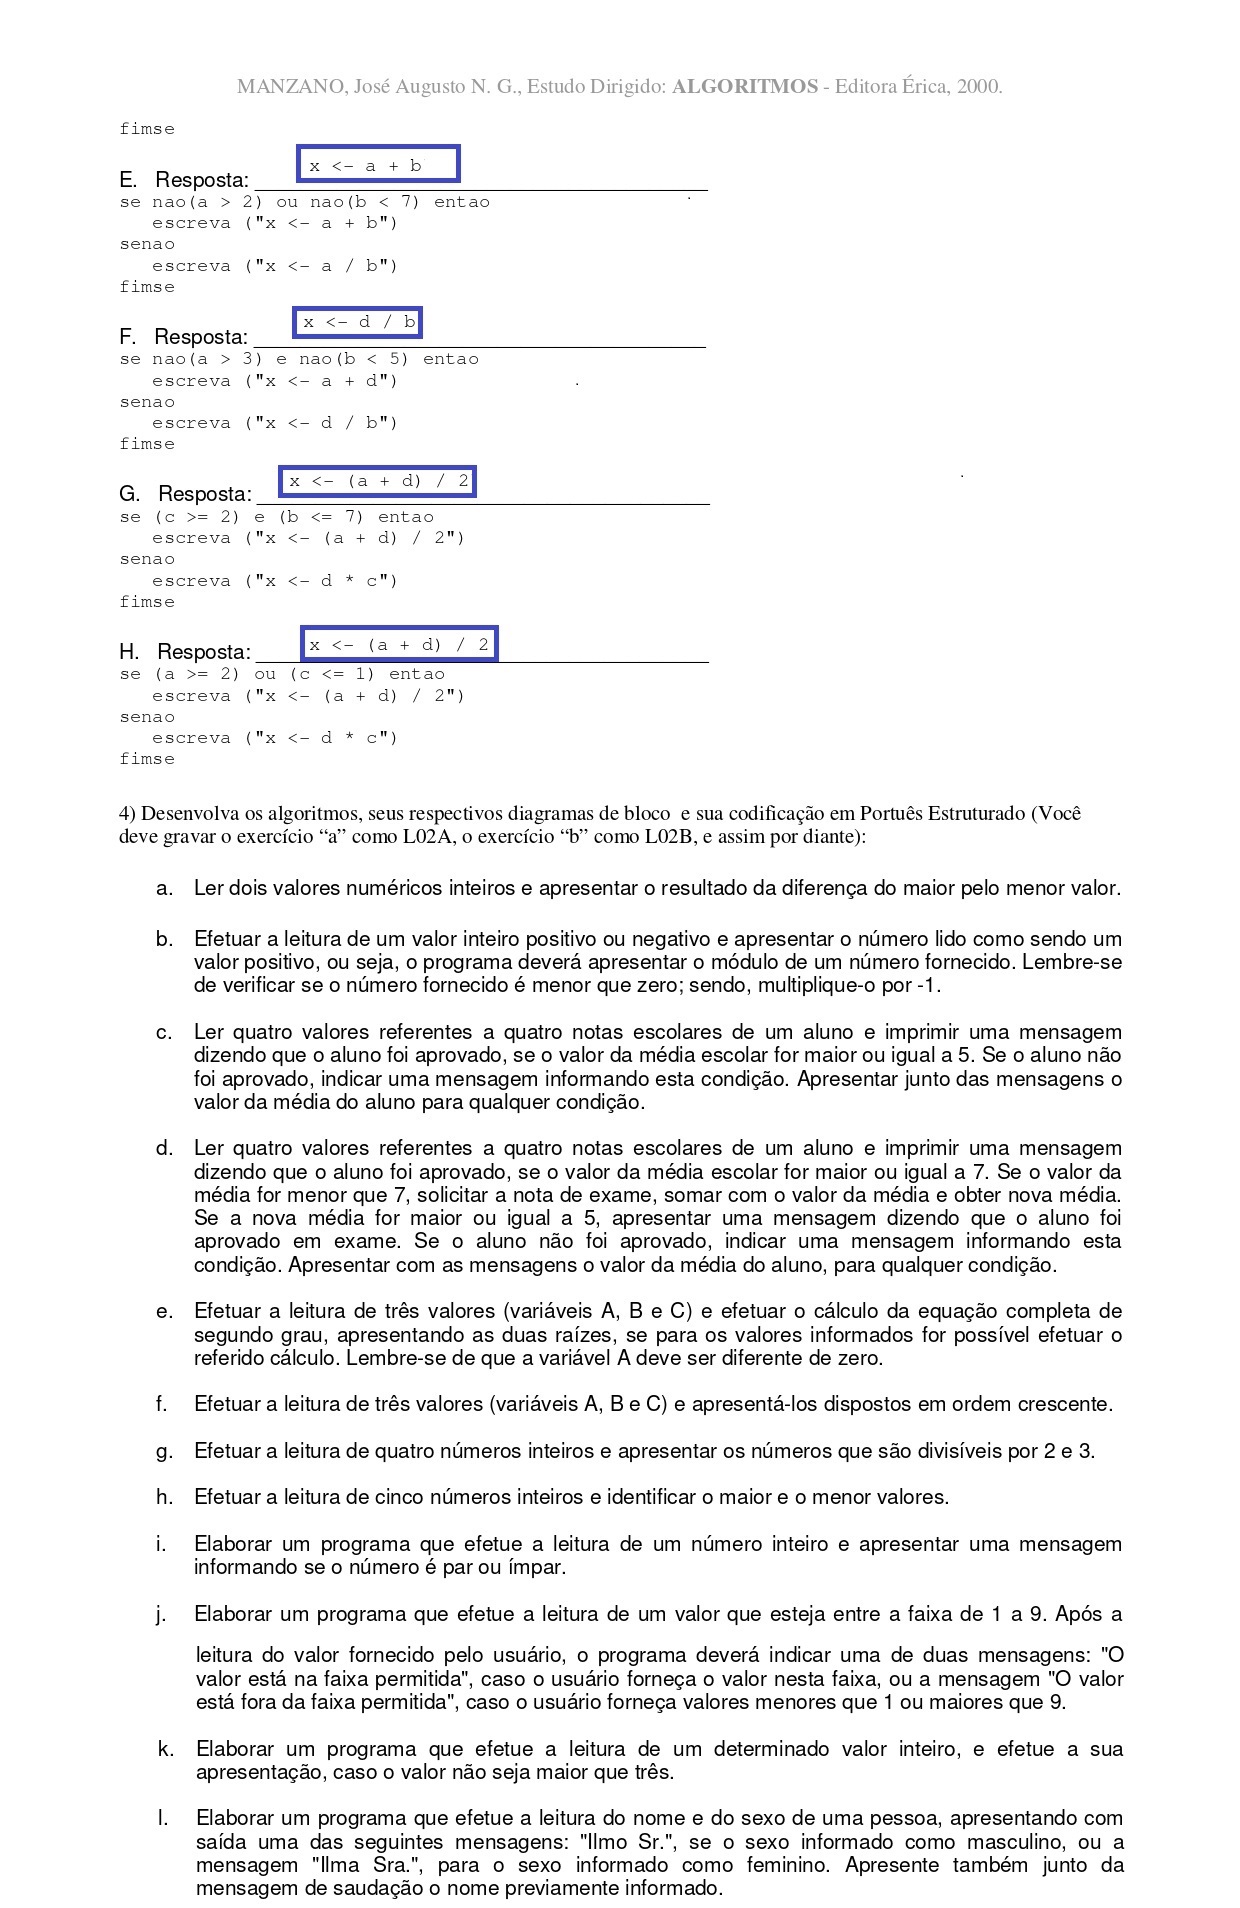 MANZANO, José Augusto N. G., Estudo Dirigido: ALGORITMOS - Editora Érica, 2000.
fimse
x <- a + b
E. Resposta:
se nao(a > 2) ou nao(b < 7) entao
escreva ("x <- a + b")
senao
escreva ("x <- a / b")
fimse
x <- d / b
F. Resposta:
se nao(a > 3) e nao(b < 5) entao
escreva ("x <- a + d")
senao
escreva ("x <- d / b")
fimse
x <- (a + d) / 2
G. Resposta:
se (c >= 2) e (b <= 7) entao
escreva ("x <- (a + d) / 2")
senao
escreva ("x <- d * c")
fimse
x <- (a + d) / 2
H. Resposta:
se (a >= 2) ou (c <= 1) entao
escreva ("x <- (a + d) / 2")
senao
escreva ("x <- d * c")
fimse
4) Desenvolva os algoritmos, seus respectivos diagramas de bloco e sua codificação em Portuês Estruturado (Você
deve gravar o exercício “a” como L02A, o exercício “b” como L02B, e assim por diante):
a. Ler dois valores numéricos inteiros e apresentar o resultado da diferença do maior pelo menor valor.
b. Efetuar a leitura de um valor inteiro positivo ou negativo e apresentar o número lido como sendo um
valor positivo, ou seja, o programa deverá apresentar o módulo de um número fornecido. Lembre-se
de verificar se o número fornecido é menor que zero; sendo, multiplique-o por -1.
c. Ler quatro valores referentes a quatro notas escolares de um aluno e imprimir uma mensagem
dizendo que o aluno foi aprovado, se o valor da média escolar for maior ou igual a 5. Se o aluno não
foi aprovado, indicar uma mensagem informando esta condição. Apresentar junto das mensagens o
valor da média do aluno para qualquer condição.
d. Ler quatro valores referentes a quatro notas escolares de um aluno e imprimir uma mensagem
dizendo que o aluno foi aprovado, se o valor da média escolar for maior ou igual a 7. Se o valor da
média for menor que 7, solicitar a nota de exame, somar com o valor da média e obter nova média.
Se a nova média for maior ou igual a 5, apresentar uma mensagem dizendo que o aluno foi
aprovado em exame. Se o aluno não foi aprovado, indicar uma mensagem informando esta
condição. Apresentar com as mensagens o valor da média do aluno, para qualquer condição.
e. Efetuar a leitura de três valores (variáveis A, B e C) e efetuar o cálculo da equação completa de
segundo grau, apresentando as duas raízes, se para os valores informados for possível efetuar o
referido cálculo. Lembre-se de que a variável A deve ser diferente de zero.
f. Efetuar a leitura de três valores (variáveis A, B e C) e apresentá-los dispostos em ordem crescente.
g. Efetuar a leitura de quatro números inteiros e apresentar os números que são divisíveis por 2 e 3.
h. Efetuar a leitura de cinco números inteiros e identificar o maior e o menor valores.
i. Elaborar um programa que efetue a leitura de um número inteiro e apresentar uma mensagem
informando se o número é par ou ímpar.
j. Elaborar um programa que efetue a leitura de um valor que esteja entre a faixa de 1 a 9. Após a
leitura do valor fornecido pelo usuário, o programa deverá indicar uma de duas mensagens: "O
valor está na faixa permitida", caso o usuário forneça o valor nesta faixa, ou a mensagem "O valor
está fora da faixa permitida", caso o usuário forneça valores menores que 1 ou maiores que 9.
k. Elaborar um programa que efetue a leitura de um determinado valor inteiro, e efetue a sua
apresentação, caso o valor não seja maior que três.
l. Elaborar um programa que efetue a leitura do nome e do sexo de uma pessoa, apresentando com
saída uma das seguintes mensagens: "Ilmo Sr.", se o sexo informado como masculino, ou a
mensagem "Ilma Sra.", para o sexo informado como feminino. Apresente também junto da
mensagem de saudação o nome previamente informado.